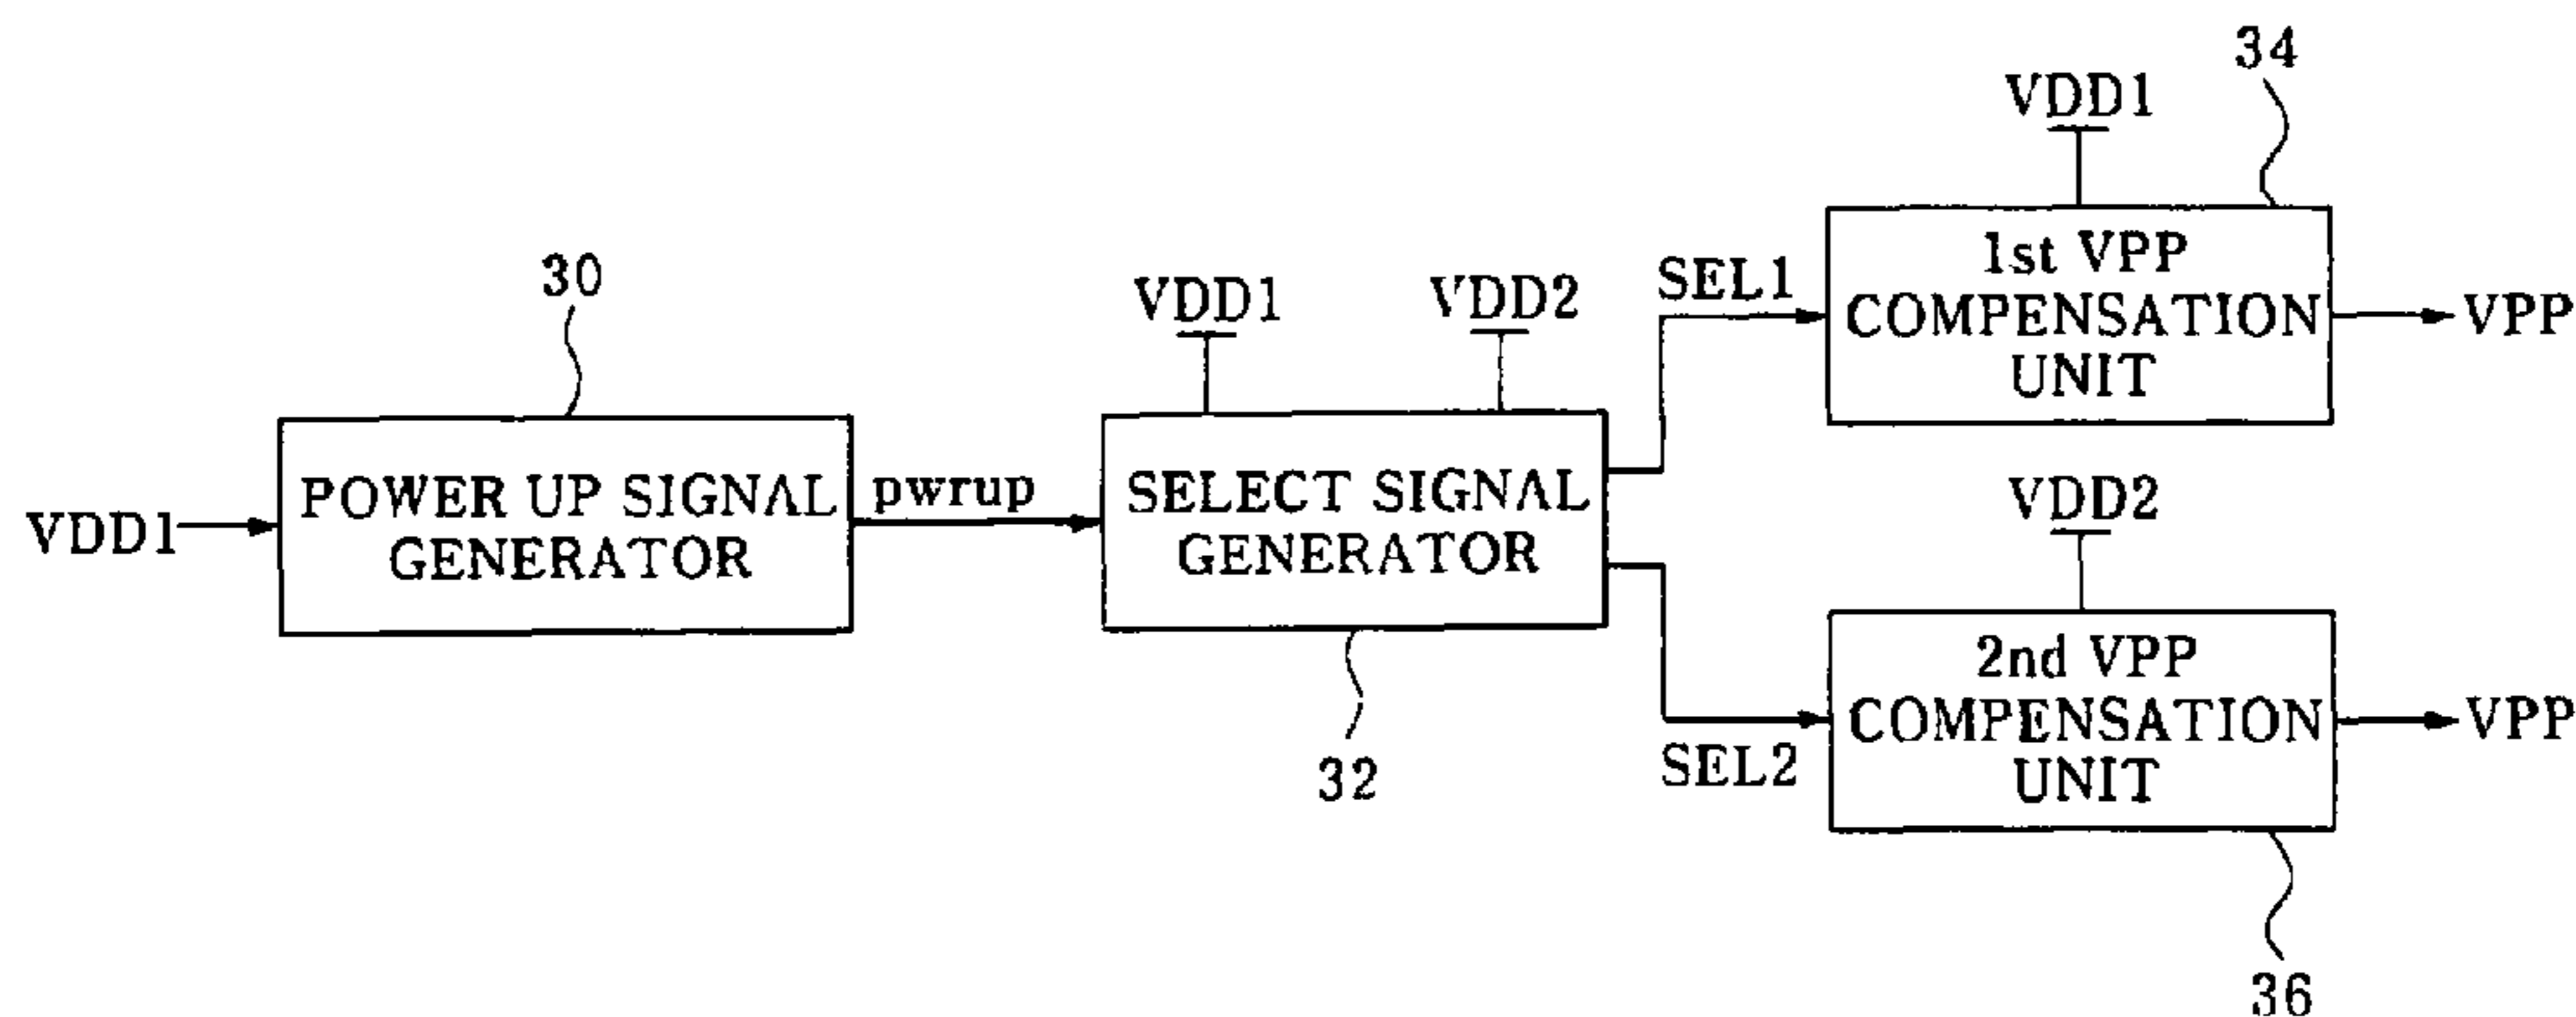 34
VDD1
30
VDD1
VDD2
SEL1
1st VPP
COMPENSATION
UNIT
VPP
VDD1
POWER UP SIGNAL
GENERATOR
pwrup
SELECT SIGNAL
GENERATOR
VDD2
32
SEL2
2nd VPP
COMPENSATION
UNIT
VPP
36